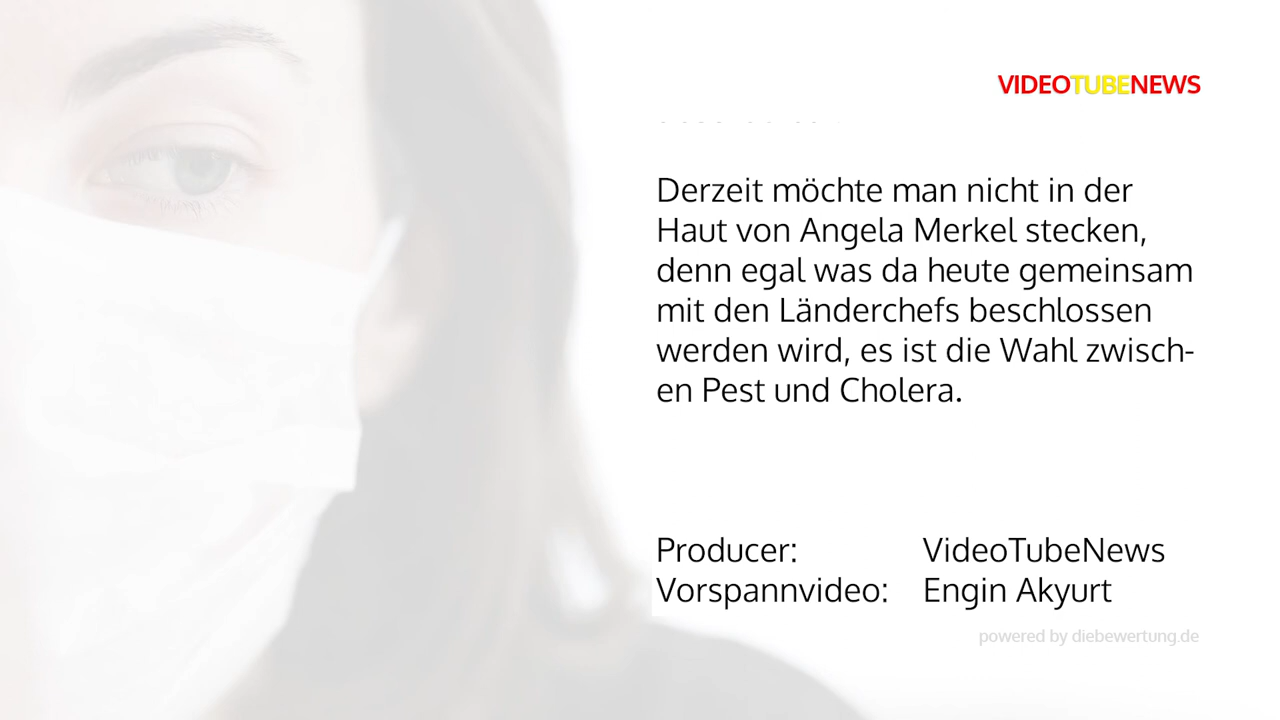 VIDEOTUBENEWS
Derzeit möchte man nicht in der
Haut von Angela Merkel stecken,
denn egal was da heute gemeinsam
mit den Länderchefs beschlossen
werden wird, es ist die Wahl zwisch-
en Pest und Cholera.
Producer: VideoTubeNews
Vorspannvideo: Engin Akyurt
powered by diebewertung.de